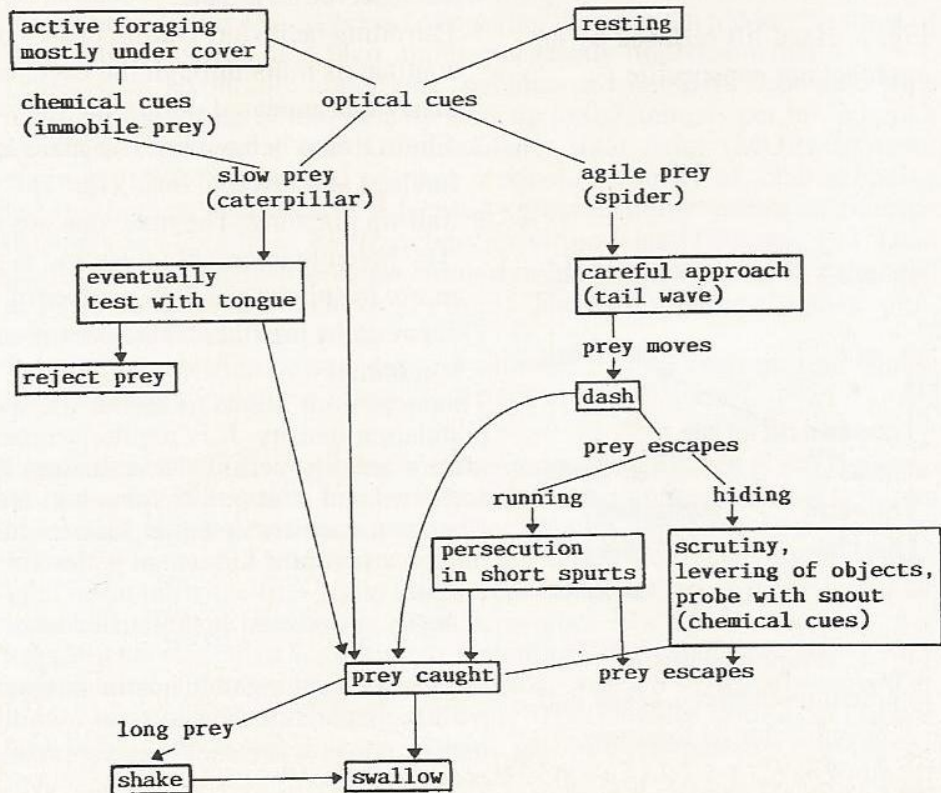 active foraging
mostly under cover
resting
chemical cues
(immobile prey)
optical cues
slow prey
(caterpillar)
agile prey
(spider)
eventually
test with tongue
careful approach
(tail wave)
reject prey
prey moves
dash
prey escapes
running
hiding
persecution
in short spurts
scrutiny,
levering of objects,
probe with snout
(chemical cues)
prey caught
prey escapes
long prey
shake
swallow